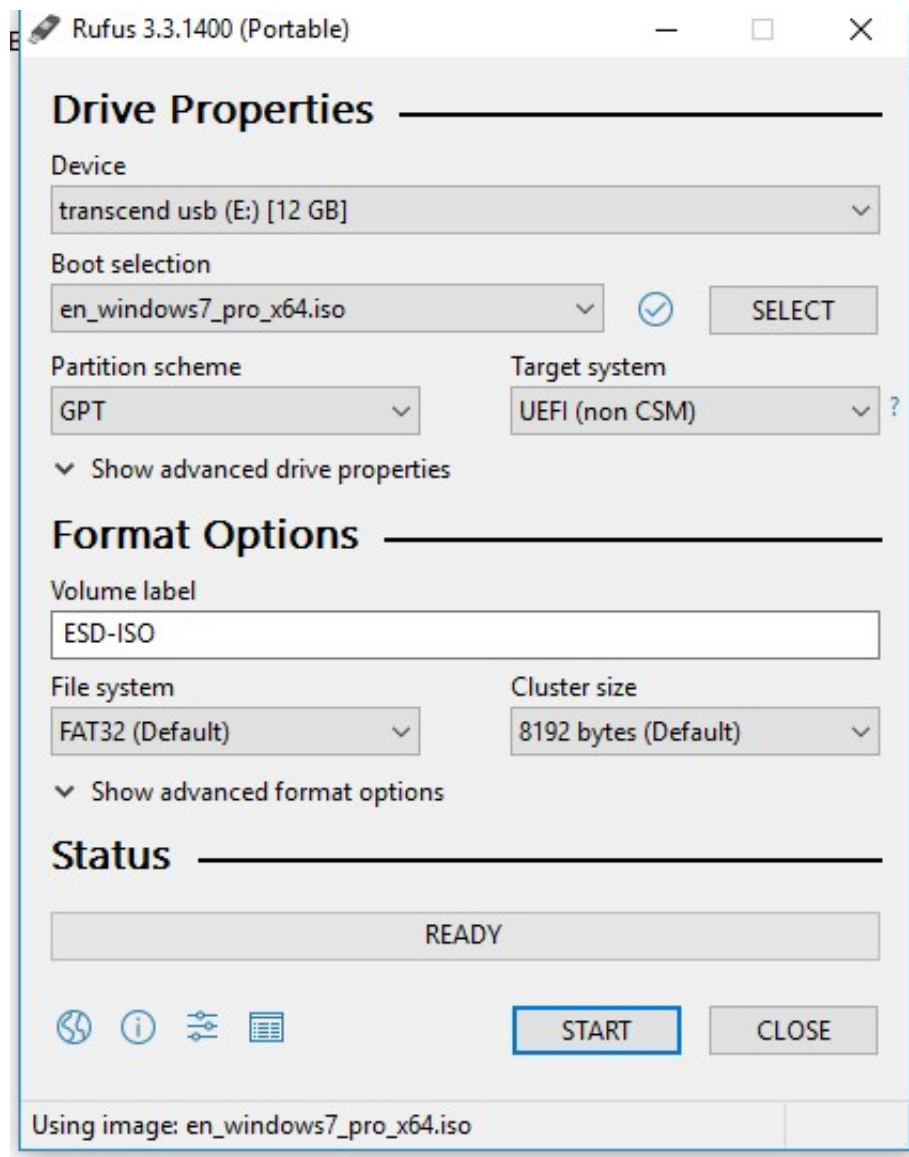 E
Rufus 3.3.1400 (Portable)
Drive Properties
Device
transcend usb (E:) [12 GB]
Boot selection
en_windows7_pro_x64.iso
SELECT
Partition scheme
Target system
GPT
UEFI (non CSM)
?
Show advanced drive properties
Format Options
Volume label
ESD-ISO
File system
Cluster size
FAT32 (Default)
8192 bytes (Default)
Show advanced format options
Status
READY
START
CLOSE
Using image: en_windows7_pro_x64.iso